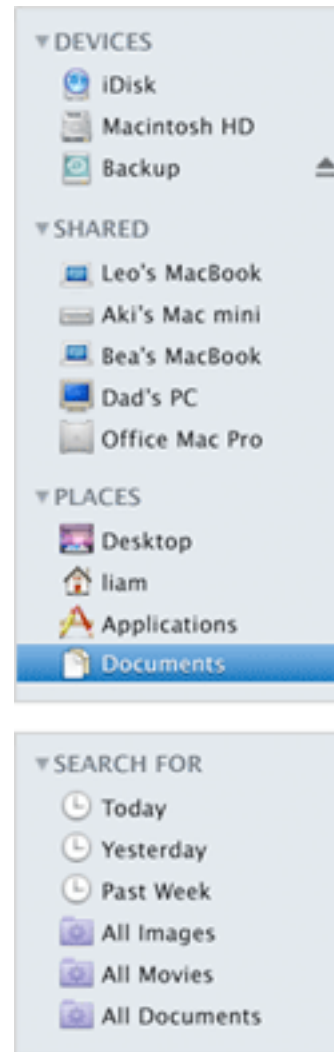 DEVICES
iDisk
Macintosh HD
Backup
SHARED
Leo's MacBook
Aki's Mac mini
Bea's MacBook
Dad's PC
Office Mac Pro
PLACES
Desktop
liam
Applications
Documents
SEARCH FOR
Today
Yesterday
Past Week
All Images
All Movies
All Documents